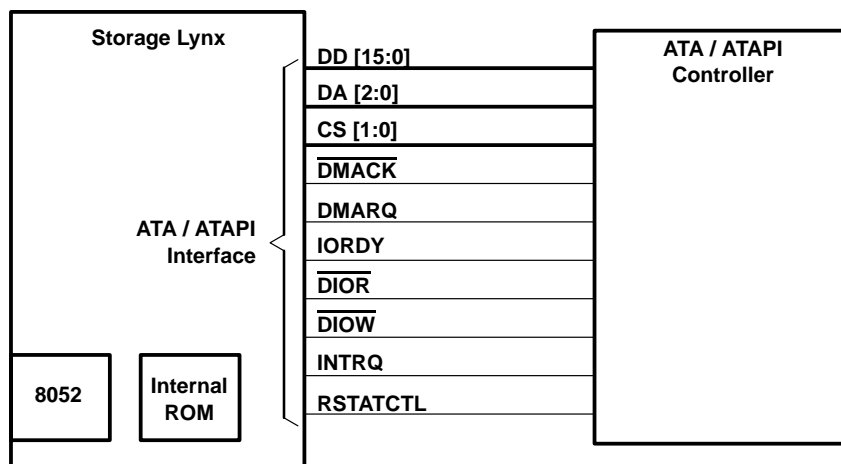 Storage Lynx
ATA / ATAPI
Controller
DD [15:0]
DA [2:0]
CS [1:0]
DMACK
DMARQ
IORDY
DIOR
DIOW
INTRQ
RSTATCTL
ATA / ATAPI
Interface
8052
Internal
ROM